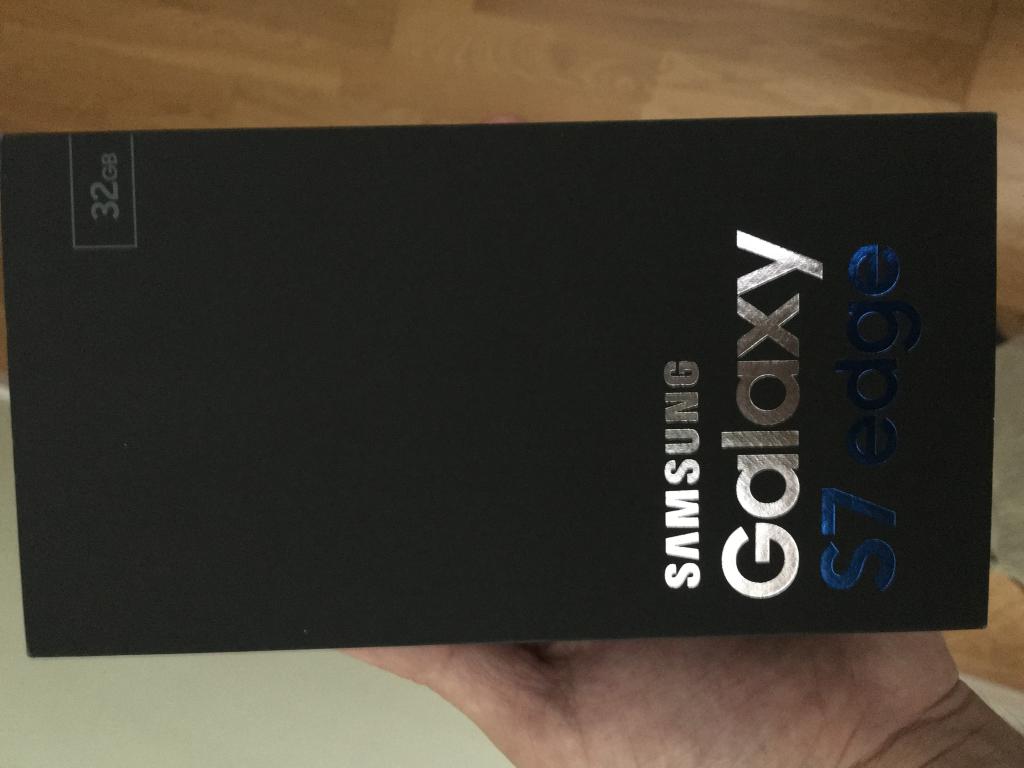 32GB
SAMSUNG
Galaxy
S7 edge